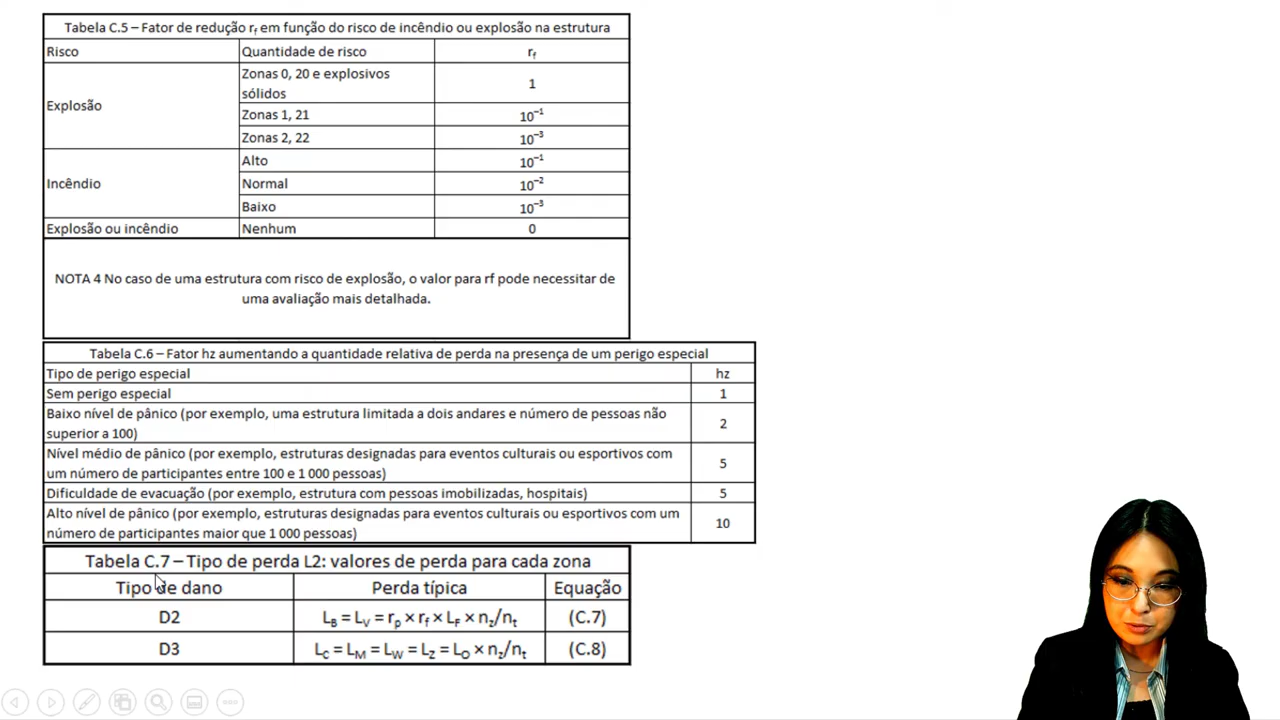 Tabela C.5 – Fator de redução rf em função do risco de incêndio ou explosão na estrutura
Risco Quantidade de risco rf
Explosão
Zonas 0, 20 e explosivos
sólidos
1
Zonas 1, 21 10⁻¹
Zonas 2, 22 10⁻³
Incêndio
Alto 10⁻¹
Normal 10⁻²
Baixo 10⁻³
Explosão ou incêndio Nenhum 0
NOTA 4 No caso de uma estrutura com risco de explosão, o valor para rf pode necessitar de
uma avaliação mais detalhada.
Tabela C.6 – Fator hz aumentando a quantidade relativa de perda na presença de um perigo especial
Tipo de perigo especial hz
Sem perigo especial 1
Baixo nível de pânico (por exemplo, uma estrutura limitada a dois andares e número de pessoas não
superior a 100)
2
Nível médio de pânico (por exemplo, estruturas designadas para eventos culturais ou esportivos com
um número de participantes entre 100 e 1 000 pessoas)
5
Dificuldade de evacuação (por exemplo, estrutura com pessoas imobilizadas, hospitais) 5
Alto nível de pânico (por exemplo, estruturas designadas para eventos culturais ou esportivos com um
número de participantes maior que 1 000 pessoas)
10
Tabela C.7 – Tipo de perda L2: valores de perda para cada zona
Tipo de dano Perda típica Equação
D2 LB = LV = rp × rf × LF × nz/nt (C.7)
D3 LC = LM = LW = LZ = LO × nz/nt (C.8)